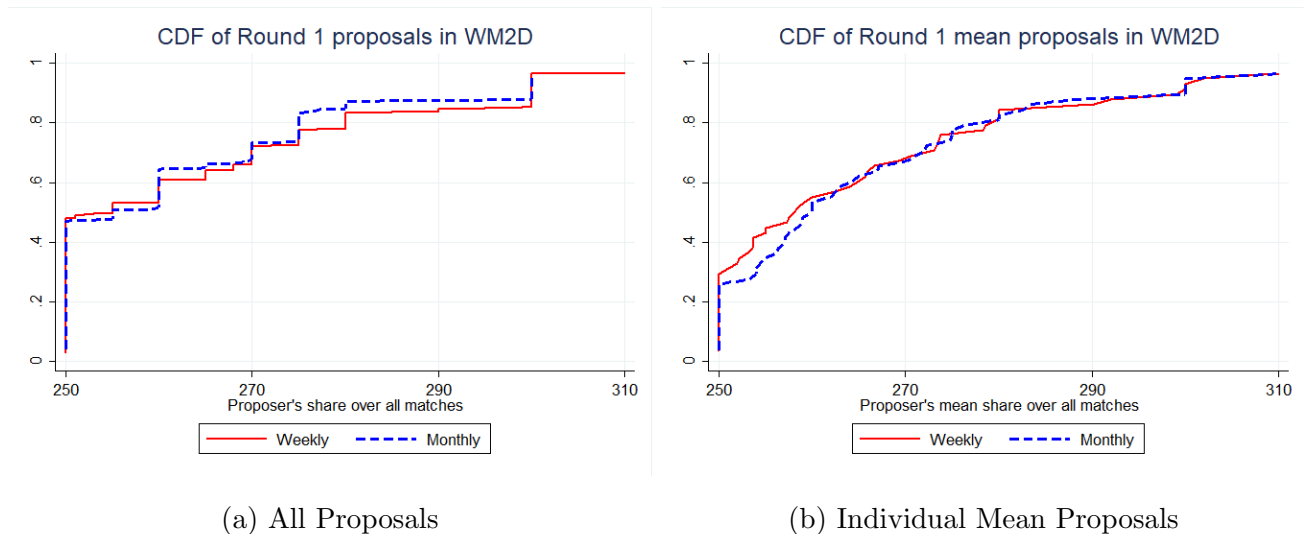 CDF of Round 1 proposals in WM2D
1
.8
.6
.4
.2
0
250
270
290
310
Proposer's share over all matches
Weekly
Monthly
(a) All Proposals
CDF of Round 1 mean proposals in WM2D
1
.8
.6
.4
.2
0
250
270
290
310
Proposer's mean share over all matches
Weekly
Monthly
(b) Individual Mean Proposals